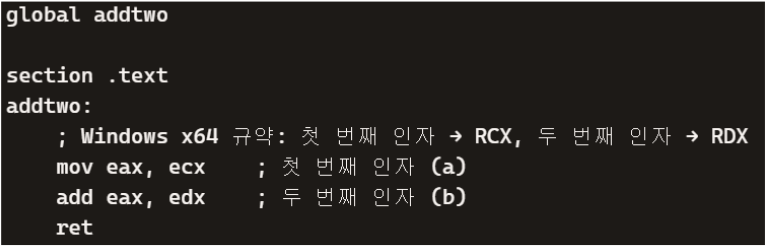 global addtwo
section .text
addtwo:
; Windows x64 규약: 첫 번째 인자 → RCX, 두 번째 인자 → RDX
mov eax, ecx ; 첫 번째 인자 (a)
add eax, edx ; 두 번째 인자 (b)
ret